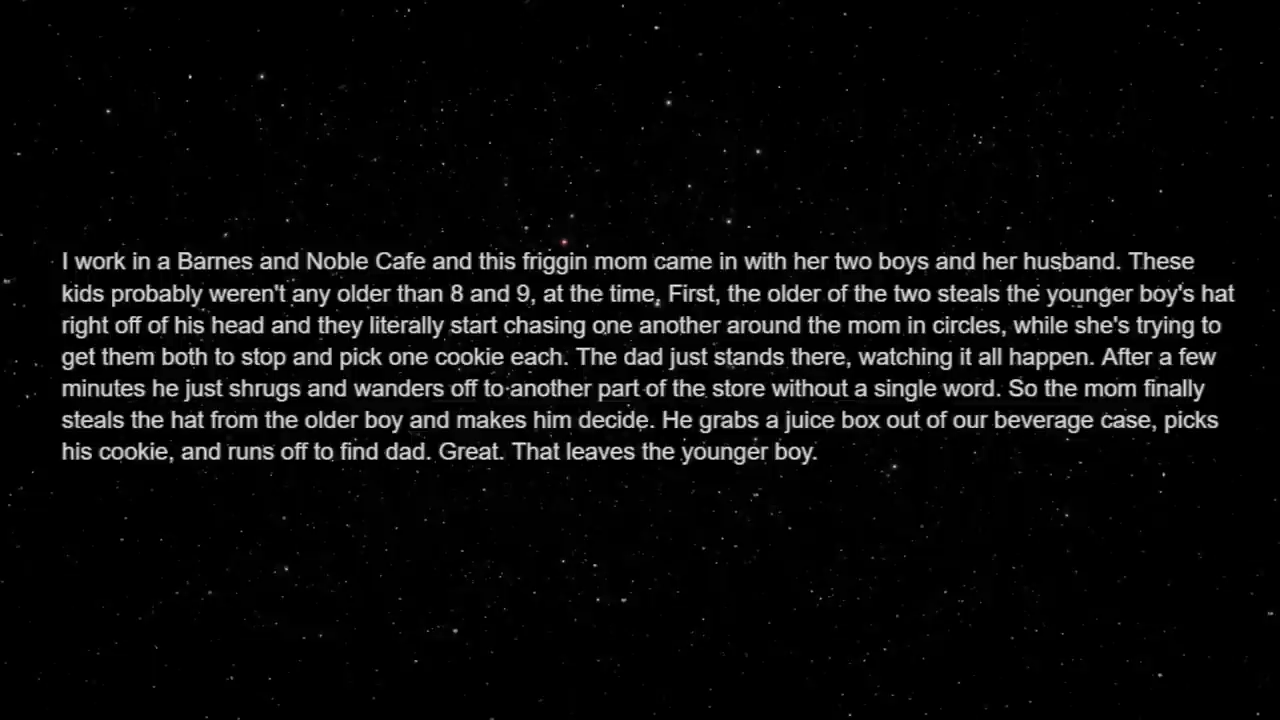 I work in a Barnes and Noble Cafe and this friggin mom came in with her two boys and her husband. These
kids probably weren't any older than 8 and 9, at the time, First, the older of the two steals the younger boy's hat
right off of his head and they literally start chasing one another around the mom in circles, while she's trying to
get them both to stop and pick one cookie each. The dad just stands there, watching it all happen. After a few
minutes he just shrugs and wanders off to another part of the store without a single word. So the mom finally
steals the hat from the older boy and makes him decide. He grabs a juice box out of our beverage case, picks
his cookie, and runs off to find dad. Great. That leaves the younger boy.